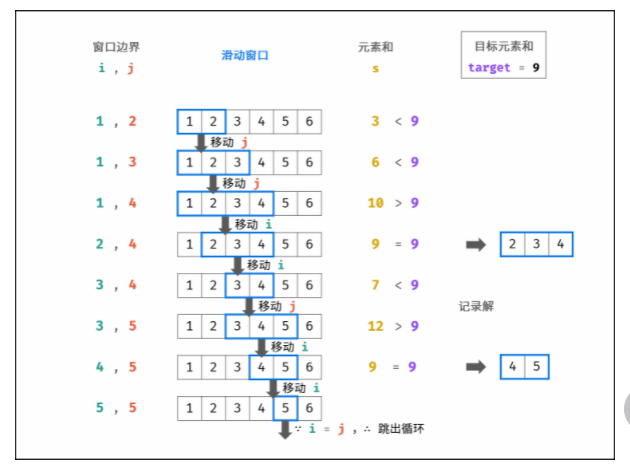 窗口边界
i , j
滑动窗口
元素和
s
目标元素和
target = 9
1 , 2
1 2 3 4 5 6
3 < 9
移动 j
1 , 3
1 2 3 4 5 6
6 < 9
移动 j
1 , 4
1 2 3 4 5 6
10 > 9
移动 i
2 , 4
1 2 3 4 5 6
9 = 9
2 3 4
移动 i
3 , 4
1 2 3 4 5 6
7 < 9
移动 j
记录解
3 , 5
1 2 3 4 5 6
12 > 9
移动 i
4 , 5
1 2 3 4 5 6
9 = 9
4 5
移动 i
5 , 5
1 2 3 4 5 6
∵ i = j , ∴ 跳出循环